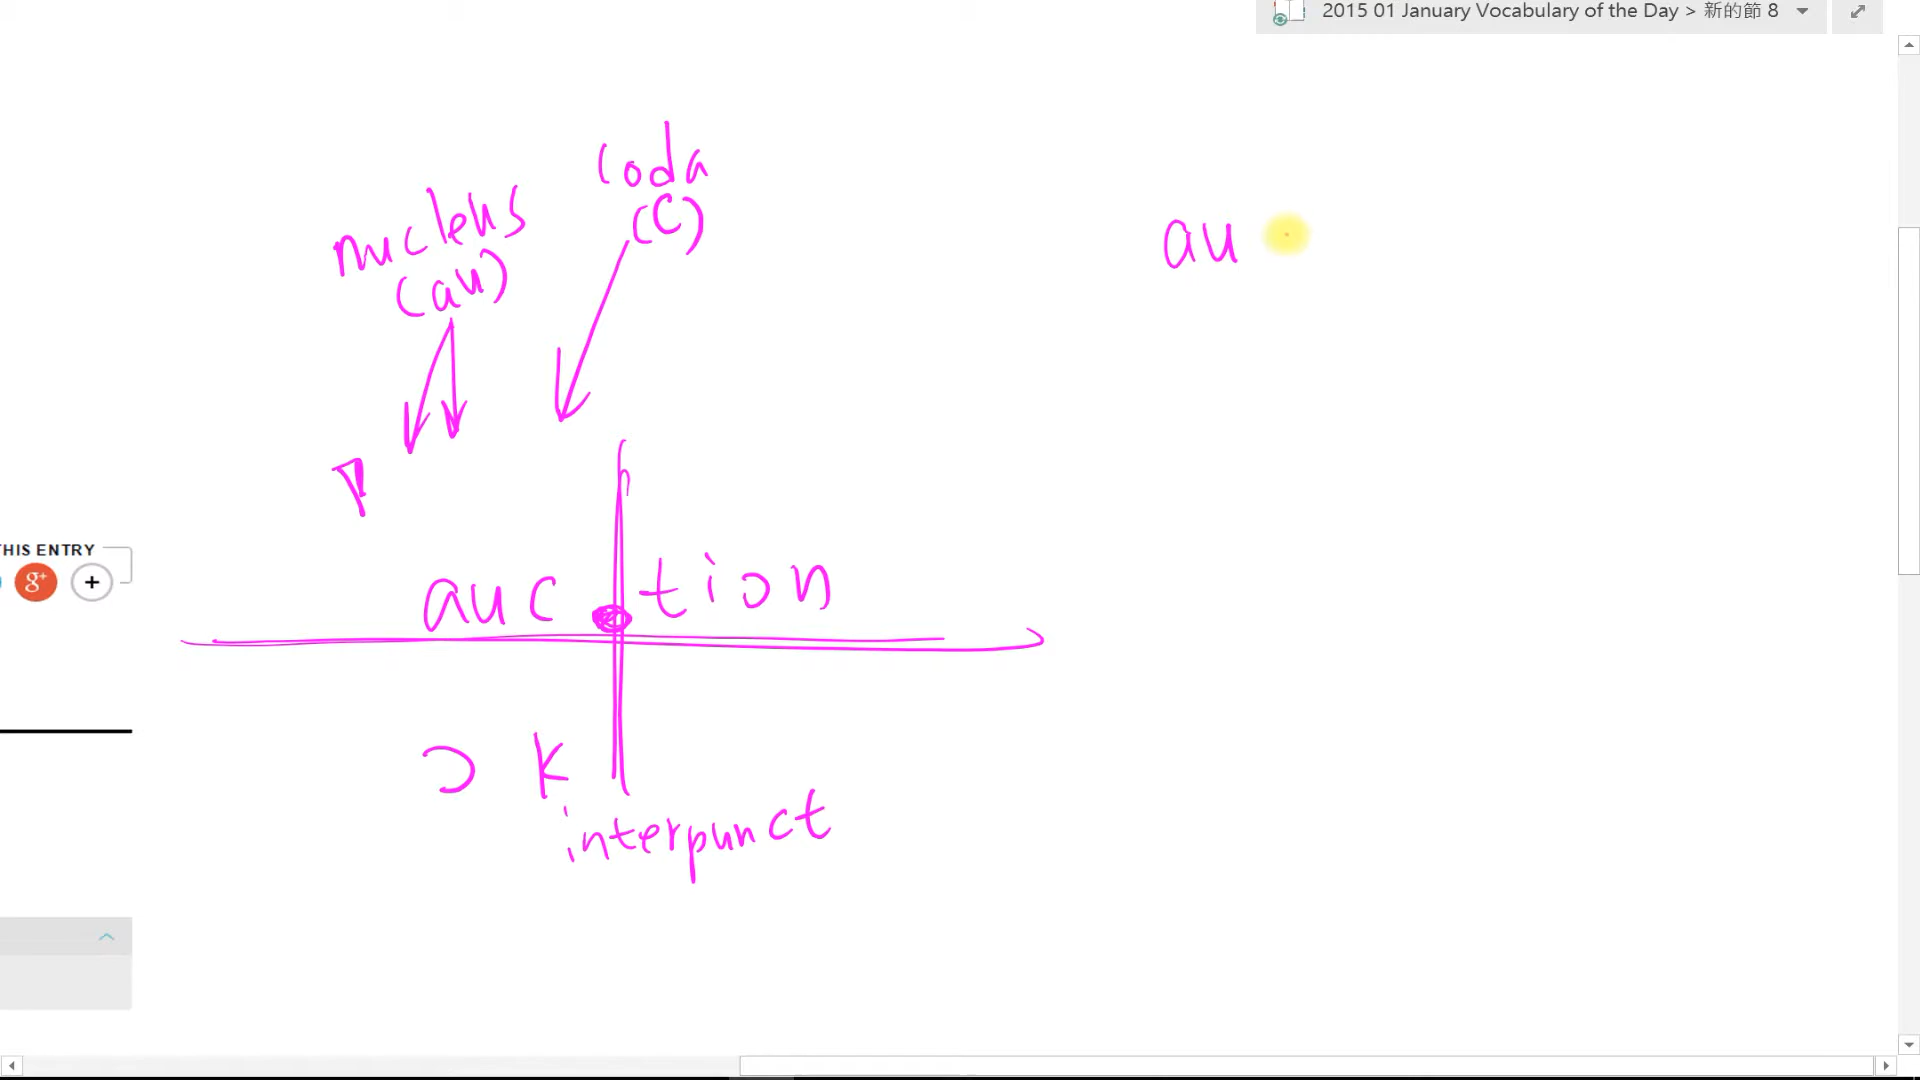 2015 01 January Vocabulary of the Day > 新的節 8
coda
(C)
nucleus
(au)
au
THIS ENTRY
g+
+
auc tion
ɔ k
interpunct